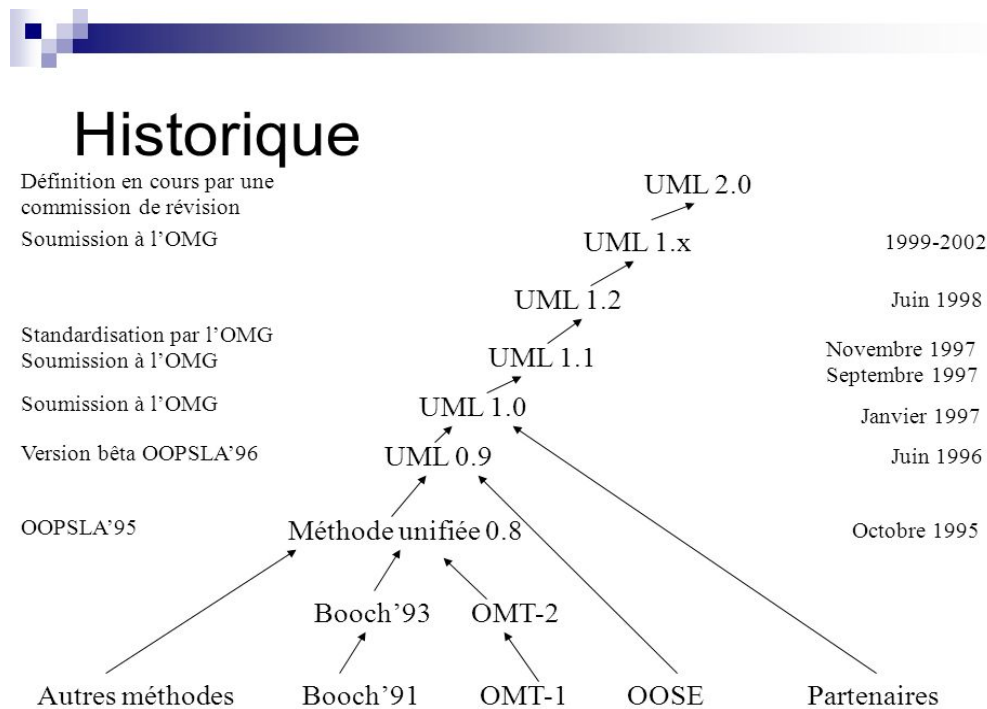 Historique
Définition en cours par une
commission de révision
UML 2.0
Soumission à l’OMG
UML 1.x
1999-2002
UML 1.2
Juin 1998
Standardisation par l’OMG
Soumission à l’OMG
UML 1.1
Novembre 1997
Septembre 1997
Soumission à l’OMG
UML 1.0
Janvier 1997
Version bêta OOPSLA’96
UML 0.9
Juin 1996
OOPSLA’95
Méthode unifiée 0.8
Octobre 1995
Booch’93
OMT-2
Autres méthodes
Booch’91
OMT-1
OOSE
Partenaires